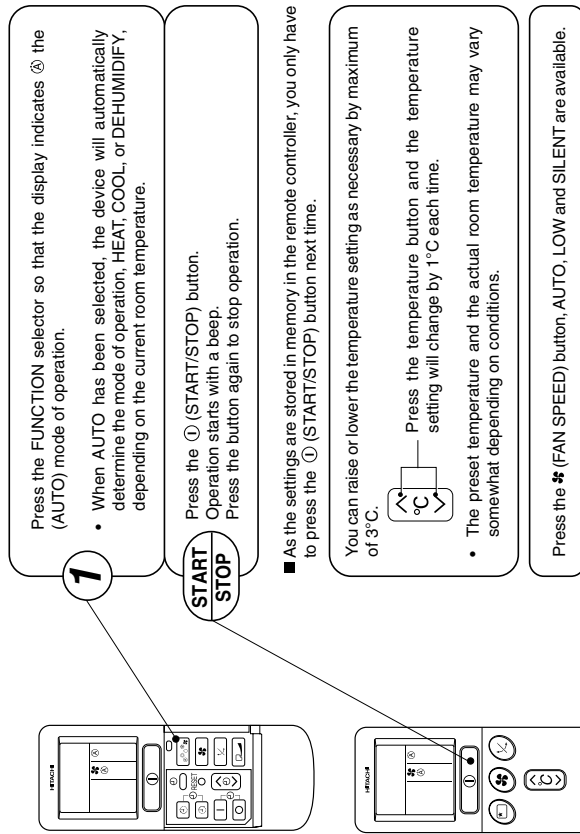 1
Press the FUNCTION selector so that the display indicates Ⓐ the
(AUTO) mode of operation.
• When AUTO has been selected, the device will automatically
determine the mode of operation, HEAT, COOL, or DEHUMIDIFY,
depending on the current room temperature.
START
STOP
Press the (START/STOP) button.
Operation starts with a beep.
Press the button again to stop operation.
■ As the settings are stored in memory in the remote controller, you only have
to press the (START/STOP) button next time.
You can raise or lower the temperature setting as necessary by maximum
of 3°C.
°C
Press the temperature button and the temperature
setting will change by 1°C each time.
• The preset temperature and the actual room temperature may vary
somewhat depending on conditions.
Press the (FAN SPEED) button, AUTO, LOW and SILENT are available.
HITACHI
Ⓐ
Ⓐ
RESET
HITACHI
Ⓐ
Ⓐ
°C